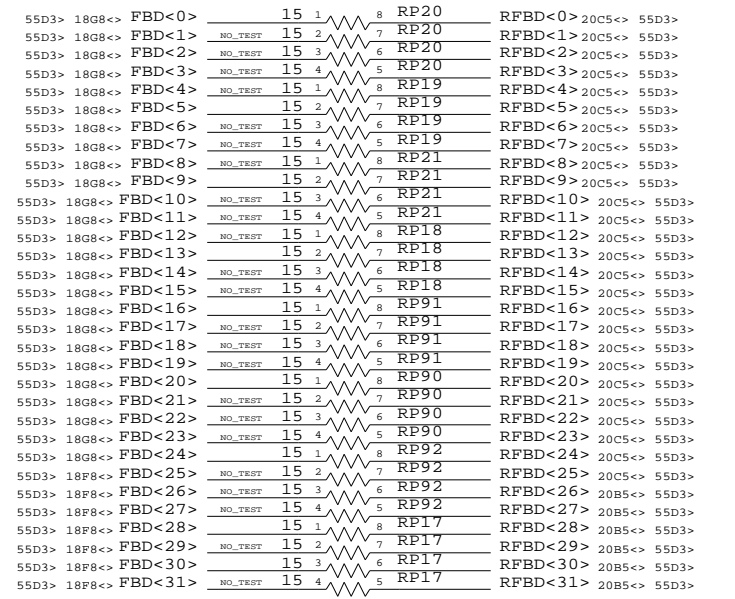 55D3> 18G8<> FBD<0> 15 1 8 RP20 RFBD<0> 20C5<> 55D3>
55D3> 18G8<> FBD<1> NO_TEST 15 2 7 RP20 RFBD<1> 20C5<> 55D3>
55D3> 18G8<> FBD<2> NO_TEST 15 3 6 RP20 RFBD<2> 20C5<> 55D3>
55D3> 18G8<> FBD<3> NO_TEST 15 4 5 RP20 RFBD<3> 20C5<> 55D3>
55D3> 18G8<> FBD<4> NO_TEST 15 1 8 RP19 RFBD<4> 20C5<> 55D3>
55D3> 18G8<> FBD<5> 15 2 7 RP19 RFBD<5> 20C5<> 55D3>
55D3> 18G8<> FBD<6> NO_TEST 15 3 6 RP19 RFBD<6> 20C5<> 55D3>
55D3> 18G8<> FBD<7> NO_TEST 15 4 5 RP19 RFBD<7> 20C5<> 55D3>
55D3> 18G8<> FBD<8> NO_TEST 15 1 8 RP21 RFBD<8> 20C5<> 55D3>
55D3> 18G8<> FBD<9> 15 2 7 RP21 RFBD<9> 20C5<> 55D3>
55D3> 18G8<> FBD<10> NO_TEST 15 3 6 RP21 RFBD<10> 20C5<> 55D3>
55D3> 18G8<> FBD<11> NO_TEST 15 4 5 RP21 RFBD<11> 20C5<> 55D3>
55D3> 18G8<> FBD<12> NO_TEST 15 1 8 RP18 RFBD<12> 20C5<> 55D3>
55D3> 18G8<> FBD<13> 15 2 7 RP18 RFBD<13> 20C5<> 55D3>
55D3> 18G8<> FBD<14> NO_TEST 15 3 6 RP18 RFBD<14> 20C5<> 55D3>
55D3> 18G8<> FBD<15> NO_TEST 15 4 5 RP18 RFBD<15> 20C5<> 55D3>
55D3> 18G8<> FBD<16> 15 1 8 RP91 RFBD<16> 20C5<> 55D3>
55D3> 18G8<> FBD<17> NO_TEST 15 2 7 RP91 RFBD<17> 20C5<> 55D3>
55D3> 18G8<> FBD<18> NO_TEST 15 3 6 RP91 RFBD<18> 20C5<> 55D3>
55D3> 18G8<> FBD<19> NO_TEST 15 4 5 RP91 RFBD<19> 20C5<> 55D3>
55D3> 18G8<> FBD<20> 15 1 8 RP90 RFBD<20> 20C5<> 55D3>
55D3> 18G8<> FBD<21> NO_TEST 15 2 7 RP90 RFBD<21> 20C5<> 55D3>
55D3> 18G8<> FBD<22> NO_TEST 15 3 6 RP90 RFBD<22> 20C5<> 55D3>
55D3> 18G8<> FBD<23> NO_TEST 15 4 5 RP90 RFBD<23> 20C5<> 55D3>
55D3> 18G8<> FBD<24> 15 1 8 RP92 RFBD<24> 20C5<> 55D3>
55D3> 18F8<> FBD<25> NO_TEST 15 2 7 RP92 RFBD<25> 20C5<> 55D3>
55D3> 18F8<> FBD<26> NO_TEST 15 3 6 RP92 RFBD<26> 20B5<> 55D3>
55D3> 18F8<> FBD<27> NO_TEST 15 4 5 RP92 RFBD<27> 20B5<> 55D3>
55D3> 18F8<> FBD<28> 15 1 8 RP17 RFBD<28> 20B5<> 55D3>
55D3> 18F8<> FBD<29> NO_TEST 15 2 7 RP17 RFBD<29> 20B5<> 55D3>
55D3> 18F8<> FBD<30> 15 3 6 RP17 RFBD<30> 20B5<> 55D3>
55D3> 18F8<> FBD<31> NO_TEST 15 4 5 RP17 RFBD<31> 20B5<> 55D3>